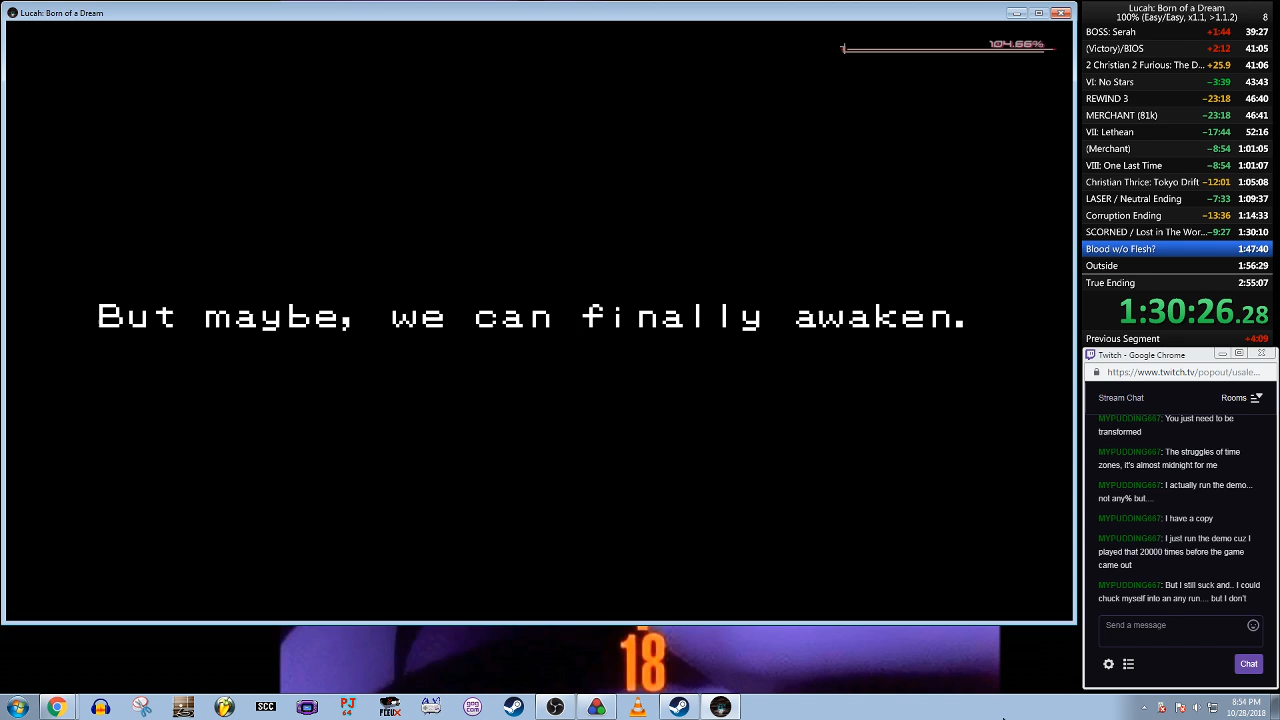 Lucah: Born of a Dream
104.66%
But maybe, we can finally awaken.
18
Lucah: Born of a Dream
100% (Easy/Easy, x1.1, >1.1.2) 8
BOSS: Serah +1:44 39:27
(Victory)/BIOS +2:12 41:05
2 Christian 2 Furious: The D... +25.9 41:06
VI: No Stars −3:39 43:43
REWIND 3 −23:18 46:40
MERCHANT (81k) −23:18 46:41
VII: Lethean −17:44 52:16
(Merchant) −8:54 1:01:05
VIII: One Last Time −8:54 1:01:07
Christian Thrice: Tokyo Drift −12:01 1:05:08
LASER / Neutral Ending −7:33 1:09:37
Corruption Ending −13:36 1:14:33
SCORNED / Lost in The Wor... −9:27 1:30:10
Blood w/o Flesh? 1:47:40
Outside 1:56:29
True Ending 2:55:07
1:30:26.28
Previous Segment +4:09
Twitch - Google Chrome
https://www.twitch.tv/popout/usale...
Stream Chat Rooms
MYPUDDING667: You just need to be
transformed
MYPUDDING667: The struggles of time
zones, it's almost midnight for me
MYPUDDING667: I actually run the demo...
not any% but....
MYPUDDING667: I have a copy
MYPUDDING667: I just run the demo cuz I
played that 20000 times before the game
came out
MYPUDDING667: But I still suck and.. I could
chuck myself into an any run.... but I don't
Send a message
Chat
SCC
PJ
64
gog
com
8:54 PM
10/28/2018